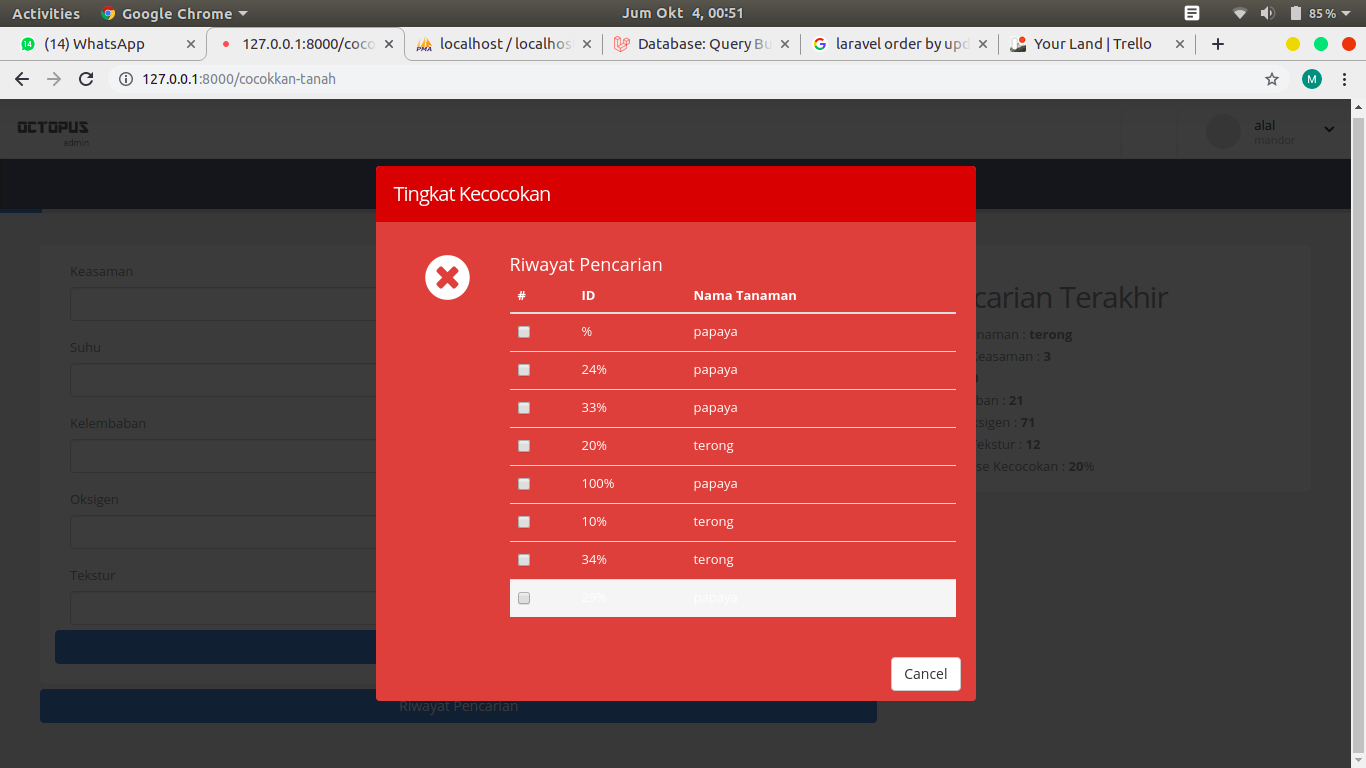 Activities Google Chrome Jum Okt 4, 00:51 85%
(14) WhatsApp 127.0.0.1:8000/coco localhost / localhos Database: Query Bu laravel order by upd Your Land | Trello
127.0.0.1:8000/cocokkan-tanah
OCTOPUS
admin
alal
mandor
Tingkat Kecocokan
Riwayat Pencarian
# ID Nama Tanaman
% papaya
24% papaya
33% papaya
20% terong
100% papaya
10% terong
34% terong
29% papaya
Cancel
Keasaman
Suhu
Kelembaban
Oksigen
Tekstur
Riwayat Pencarian
carian Terakhir
naman : terong
Keasaman : 3
ban : 21
ksigen : 71
Tekstur : 12
se Kecocokan : 20%
M
14